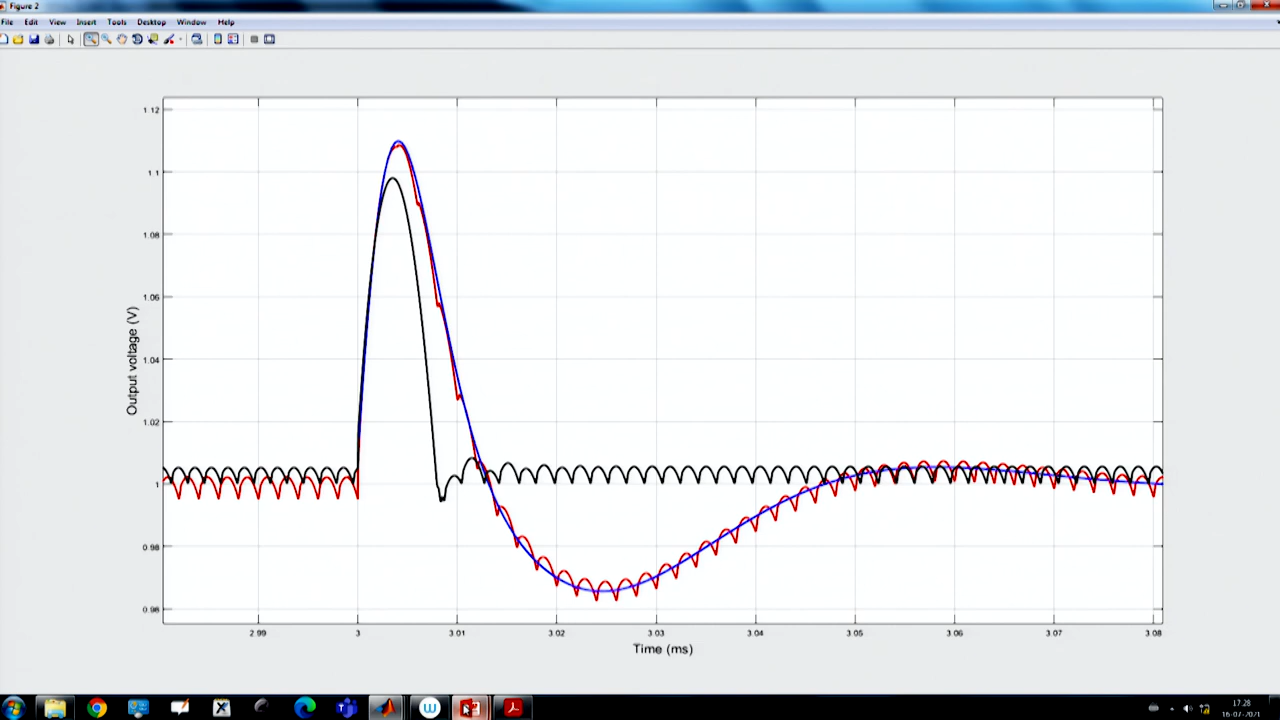 Figure 2
File Edit View Insert Tools Desktop Window Help
1.12
1.1
1.08
1.06
1.04
1.02
1
0.98
0.96
Output voltage (V)
2.99 3 3.01 3.02 3.03 3.04 3.05 3.06 3.07 3.08
Time (ms)
17:28